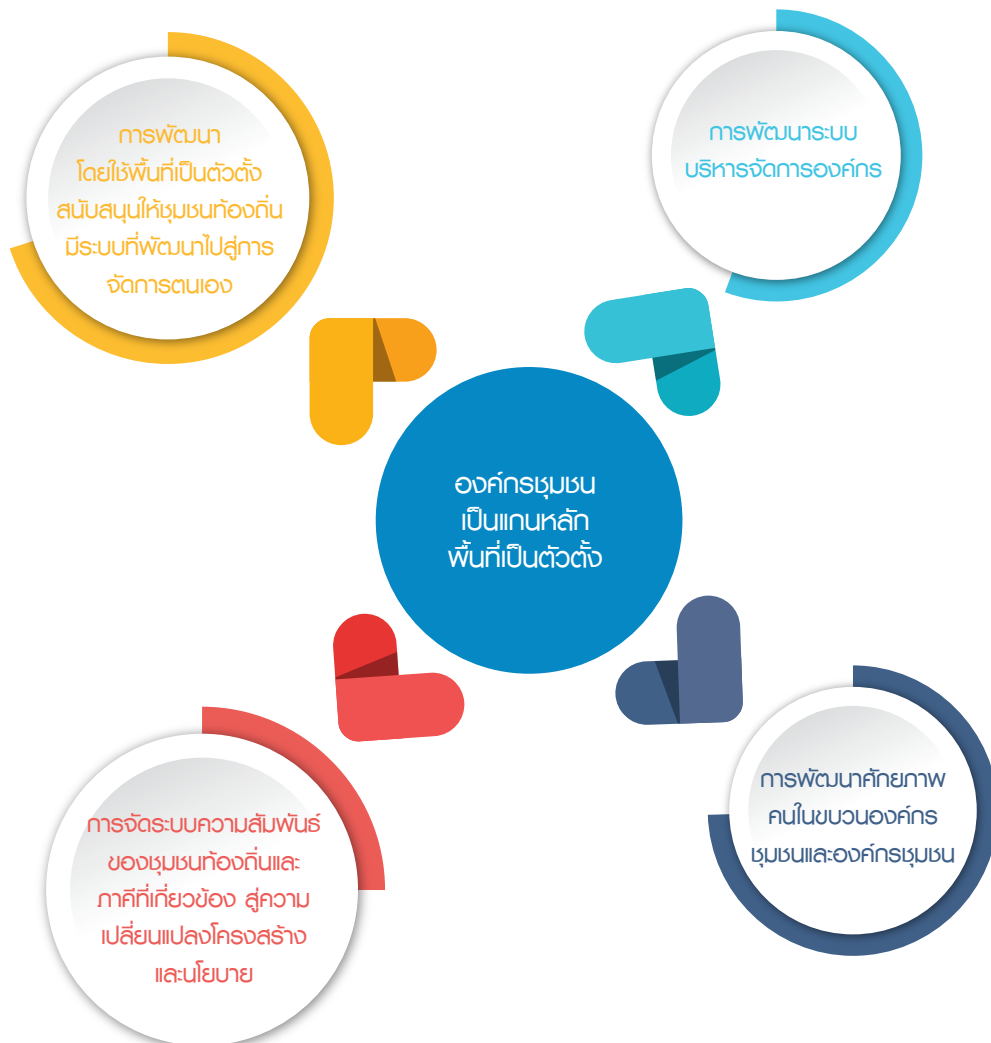 การพัฒนา
โดยใช้พื้นที่เป็นตัวตั้ง
สนับสนุนให้ชุมชนท้องถิ่น
มีระบบที่พัฒนาไปสู่การ
จัดการตนเอง
การพัฒนาระบบ
บริหารจัดการองค์กร
องค์กรชุมชน
เป็นแกนหลัก
พื้นที่เป็นตัวตั้ง
การจัดระบบความสัมพันธ์
ของชุมชนท้องถิ่นและ
ภาคีที่เกี่ยวข้อง สู่ความ
เปลี่ยนแปลงโครงสร้าง
และนโยบาย
การพัฒนาศักยภาพ
คนในขบวนองค์กร
ชุมชนและองค์กรชุมชน